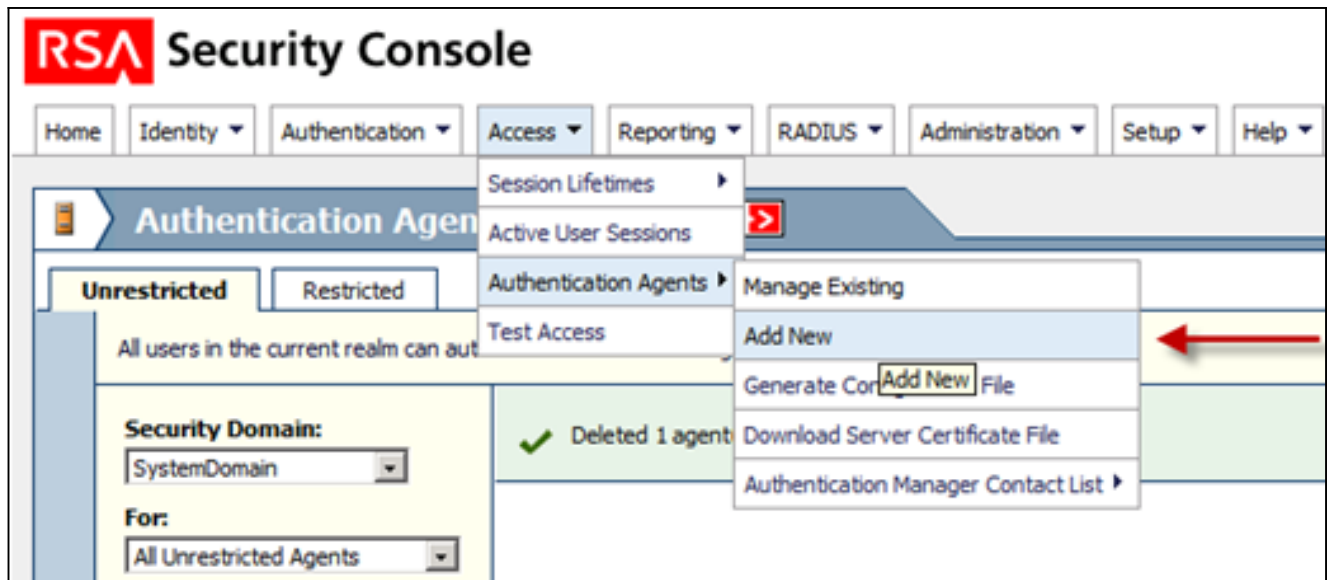 RSA Security Console
Home Identity Authentication Access Reporting RADIUS Administration Setup Help
Session Lifetimes
Authentication Agen
Active User Sessions
Unrestricted Restricted
Authentication Agents
Manage Existing
Test Access
Add New
All users in the current realm can aut
Generate Con
Add New
File
Security Domain:
SystemDomain
Deleted 1 agent
Download Server Certificate File
Authentication Manager Contact List
For:
All Unrestricted Agents